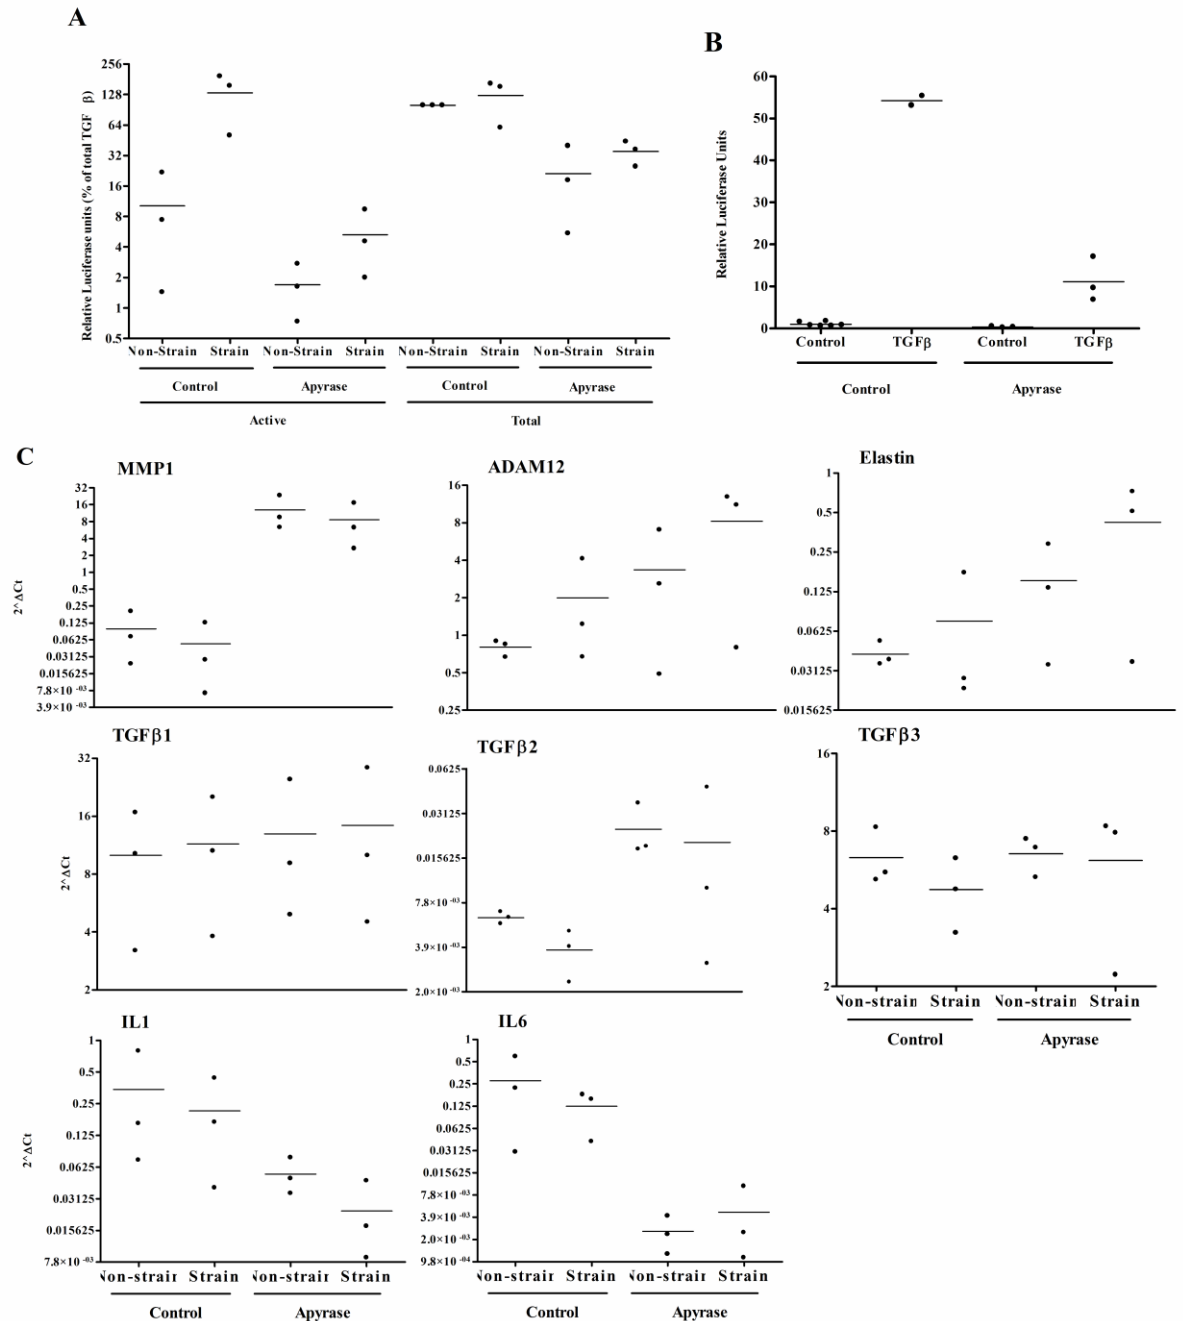 A
Relative Luciferase units (% of total TGF β)
256
128
64
32
16
8
4
2
1
0.5
Non-Strain Strain Non-Strain Strain Non-Strain Strain Non-Strain Strain
Control Apyrase Control Apyrase
Active Total
B
Relative Luciferase Units
60
50
40
30
20
10
0
Control TGFβ Control TGFβ
Control Apyrase
C
MMP1
2^ΔCt
32
16
8
4
2
1
0.5
0.25
0.125
0.0625
0.03125
0.015625
7.8×10 -03
3.9×10 -03
ADAM12
16
8
4
2
1
0.5
0.25
Elastin
1
0.5
0.25
0.125
0.0625
0.03125
0.015625
TGFβ1
2^ΔCt
32
16
8
4
2
TGFβ2
0.0625
0.03125
0.015625
7.8×10 -03
3.9×10 -03
2.0×10 -03
TGFβ3
16
8
4
2
Non-strain Strain Non-strain Strain
Control Apyrase
IL1
2^ΔCt
1
0.5
0.25
0.125
0.0625
0.03125
0.015625
7.8×10 -03
Non-strain Strain Non-strain Strain
Control Apyrase
IL6
1
0.5
0.25
0.125
0.0625
0.03125
0.015625
7.8×10 -03
3.9×10 -03
2.0×10 -03
9.8×10 -04
Non-strain Strain Non-strain Strain
Control Apyrase